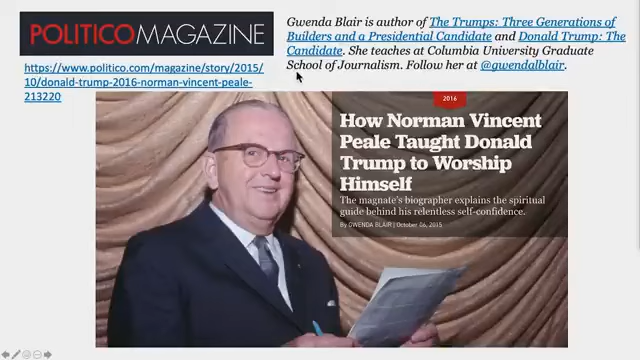 POLITICOMAGAZINE
https://www.politico.com/magazine/story/2015/
10/donald-trump-2016-norman-vincent-peale-
213220
Gwenda Blair is author of The Trumps: Three Generations of
Builders and a Presidential Candidate and Donald Trump: The
Candidate. She teaches at Columbia University Graduate
School of Journalism. Follow her at @gwendalblair.
2016
How Norman Vincent
Peale Taught Donald
Trump to Worship
Himself
The magnate's biographer explains the spiritual
guide behind his relentless self-confidence.
By GWENDA BLAIR | October 06, 2015